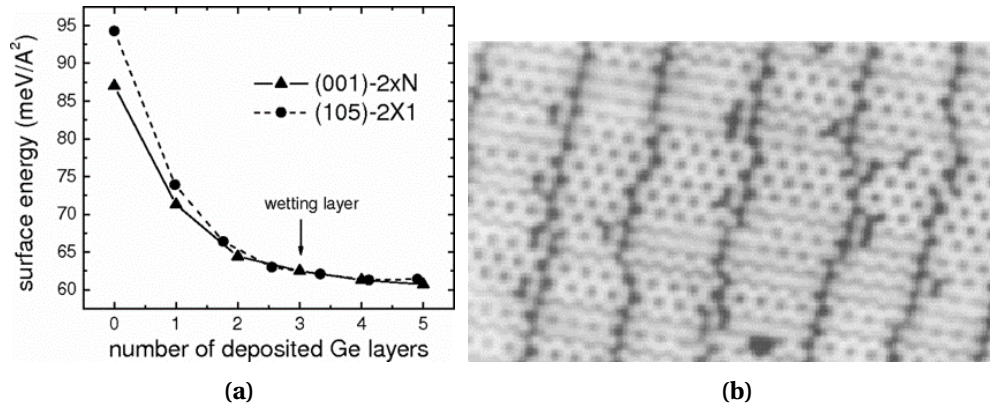 95
90
85
80
75
70
65
60
surface energy (meV/A²)
(001)-2xN
(105)-2X1
wetting layer
0 1 2 3 4 5
number of deposited Ge layers
(a) (b)